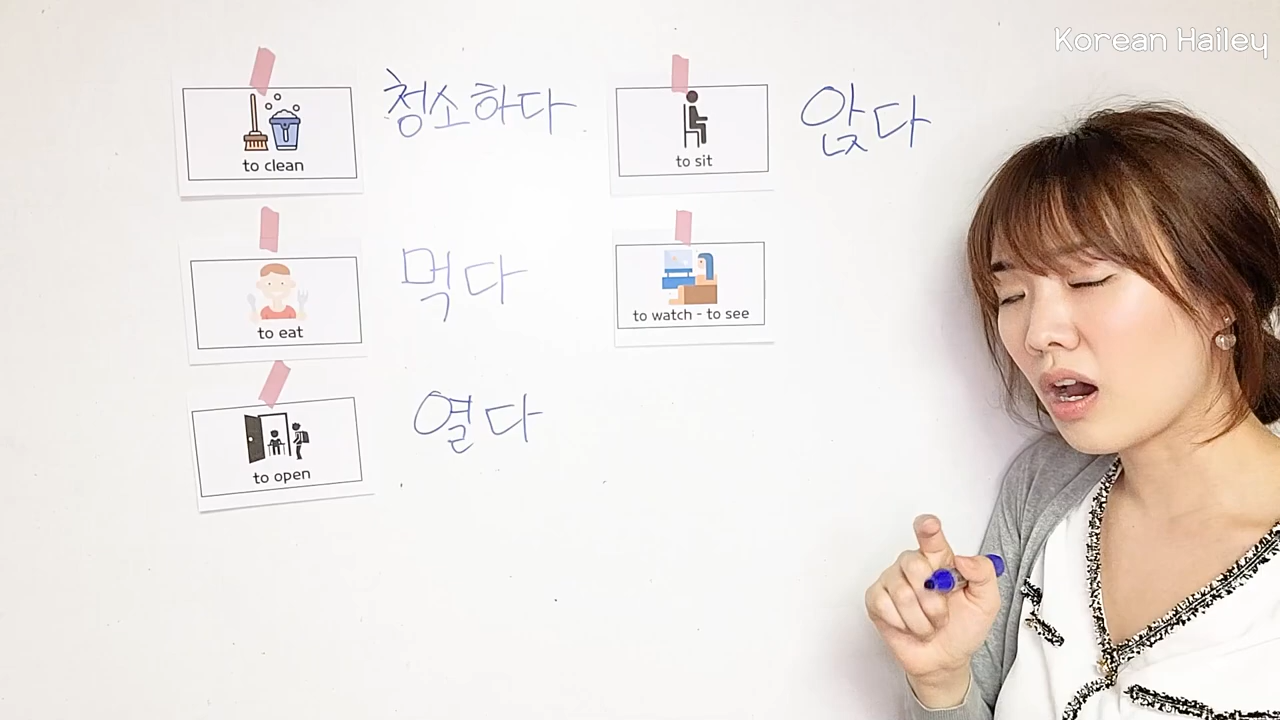 Korean Hailey
to clean
청소하다
to sit
앉다
to eat
먹다
to watch - to see
to open
열다